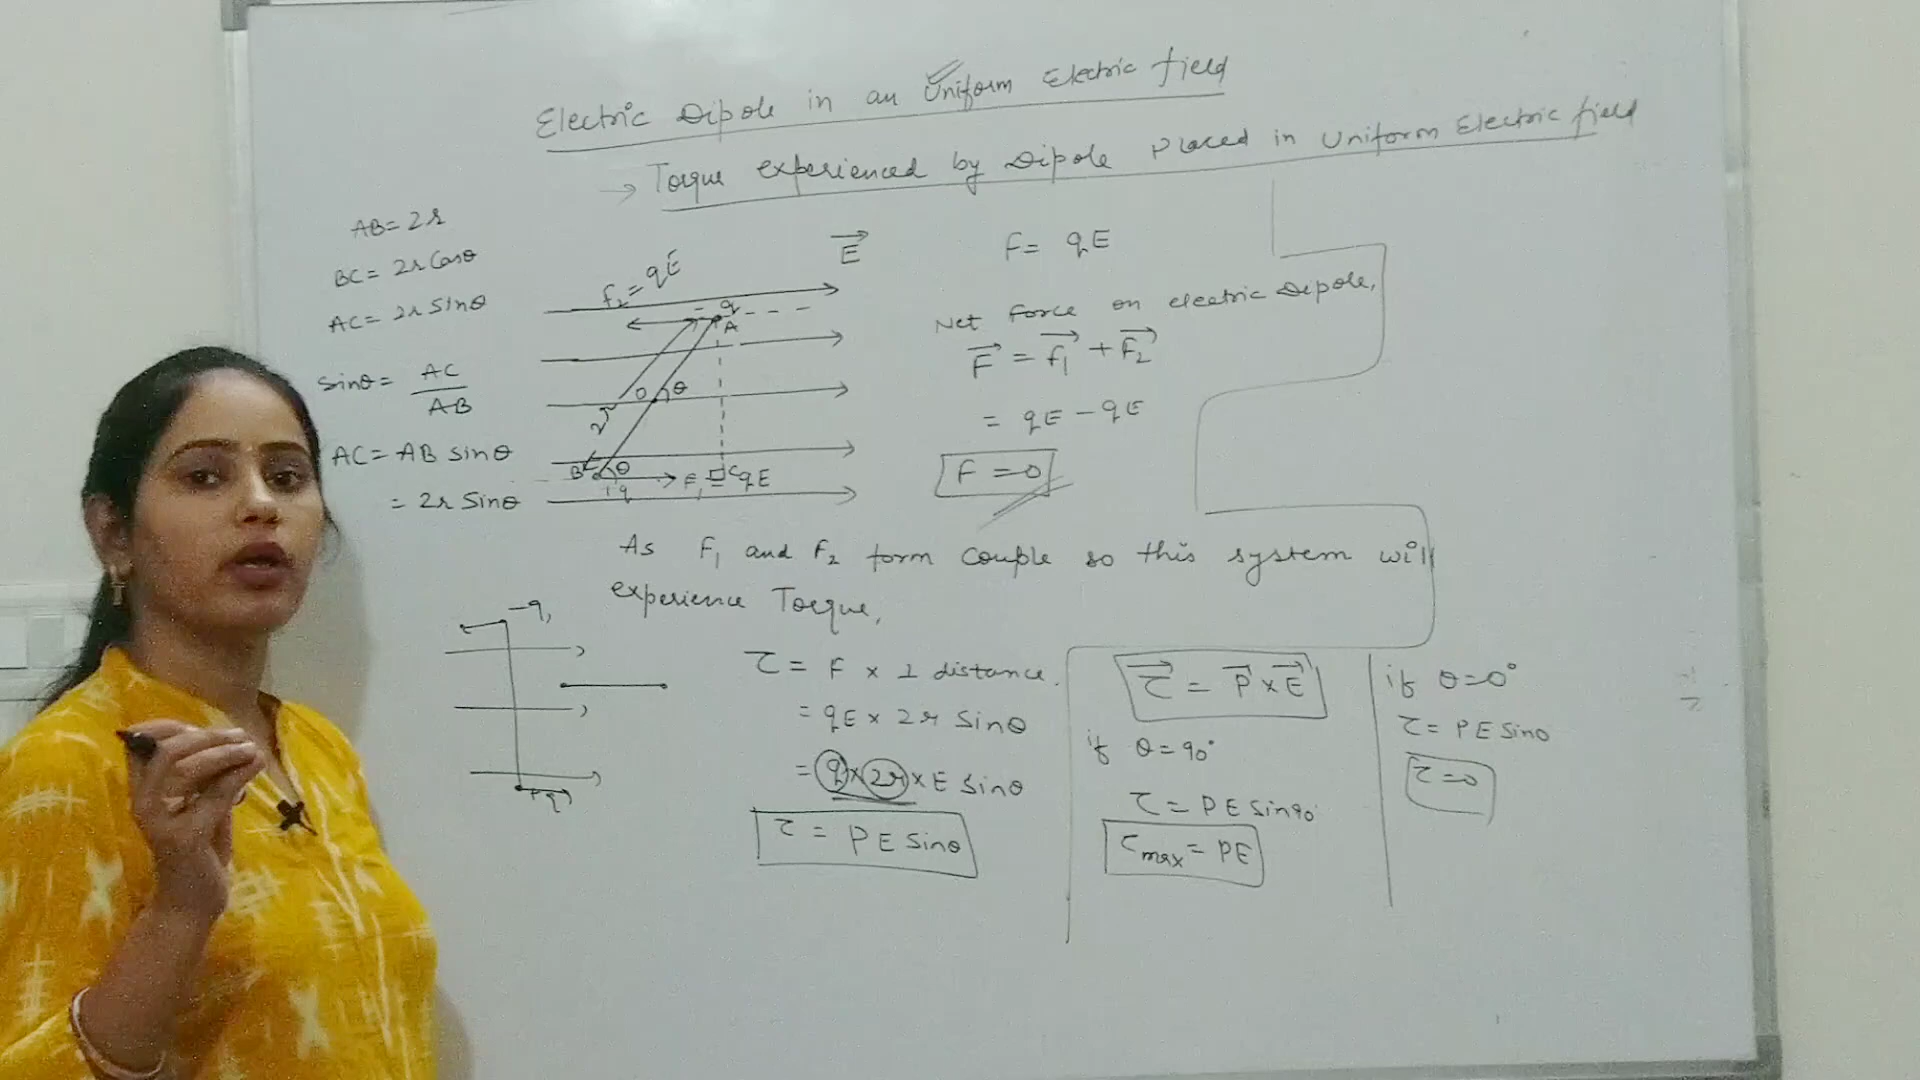 Electric Dipole in an Uniform Electric field
→ Torque experienced by Dipole Placed in Uniform Electric field
AB = 2r
BC = 2r Cosθ
AC = 2r Sinθ
Sinθ = AC / AB
AC = AB sinθ
= 2r Sinθ
E
f₂ = qE
q
A
O θ
B θ
q
F₁ C qE
F = qE
Net force on electric Dipole,
F = f₁ + F₂
= qE - qE
F = 0
As F₁ and F₂ form couple so this system will
experience Torque,
-q
+q
τ = F × ⊥ distance.
= qE × 2r Sinθ
= q × 2r × E Sinθ
τ = PE Sinθ
τ = P × E
if θ = 90°
τ = PE Sin90°
τmax = PE
if θ = 0°
τ = PE Sin0
τ = 0